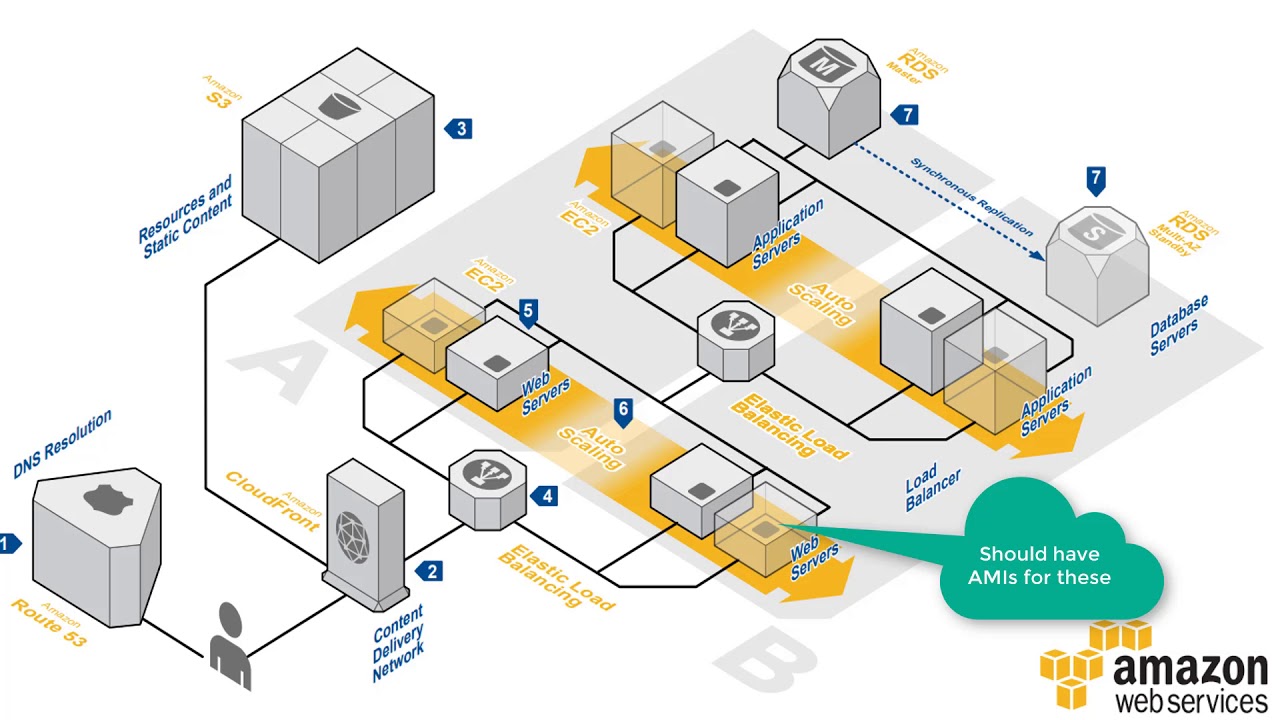 Amazon
S3
3
Resources and
Static Content
Amazon
RDS
Master
M
7
Synchronous Replication
7
Amazon
RDS
Multi-AZ
Standby
S
Database
Servers
Amazon
EC2
Application
Servers
Auto
Scaling
Application
Servers
Amazon
EC2
5
Web
Servers
6
Auto
Scaling
Elastic Load
Balancing
Load
Balancer
A
DNS Resolution
1
Amazon
Route 53
Amazon
CloudFront
2
Content
Delivery
Network
4
Elastic Load
Balancing
Web
Servers
B
Should have
AMIs for these
amazon
web services